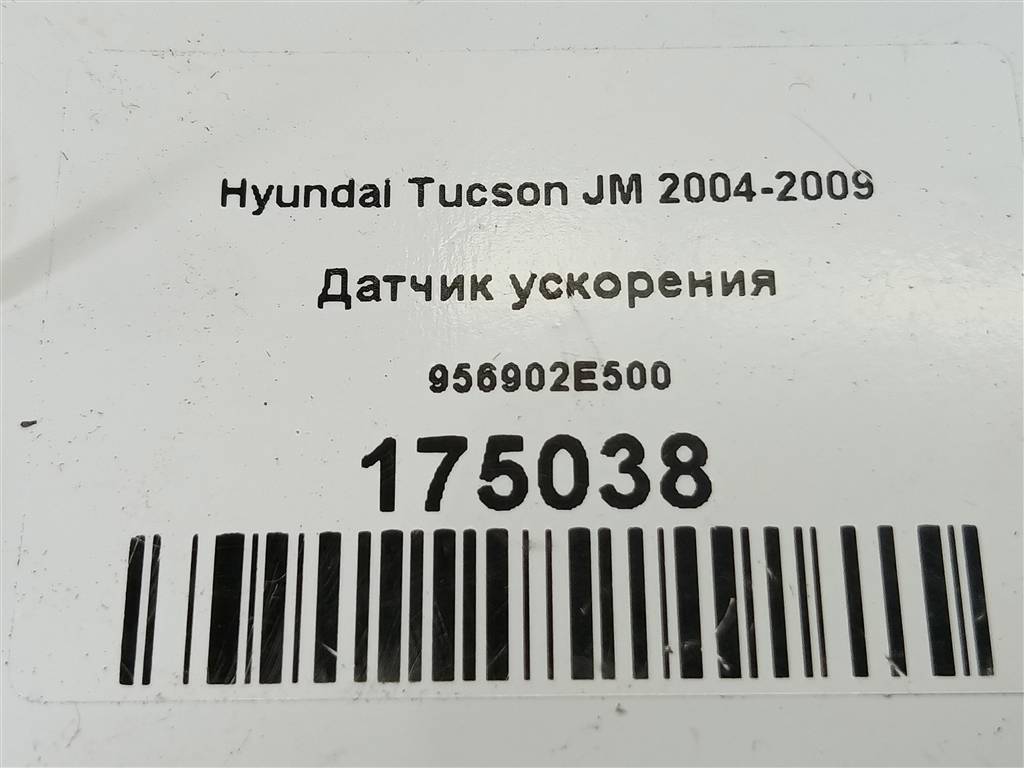 Hyundai Tucson JM 2004-2009
Датчик ускорения
956902E500
175038